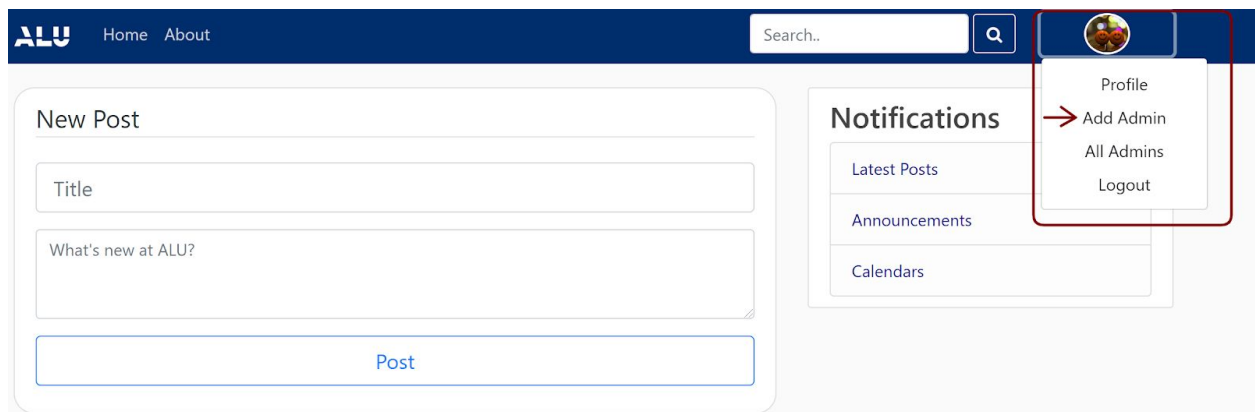 ALU Home About Search..
Profile
Add Admin
All Admins
Logout
New Post
Title
What's new at ALU?
Post
Notifications
Latest Posts
Announcements
Calendars